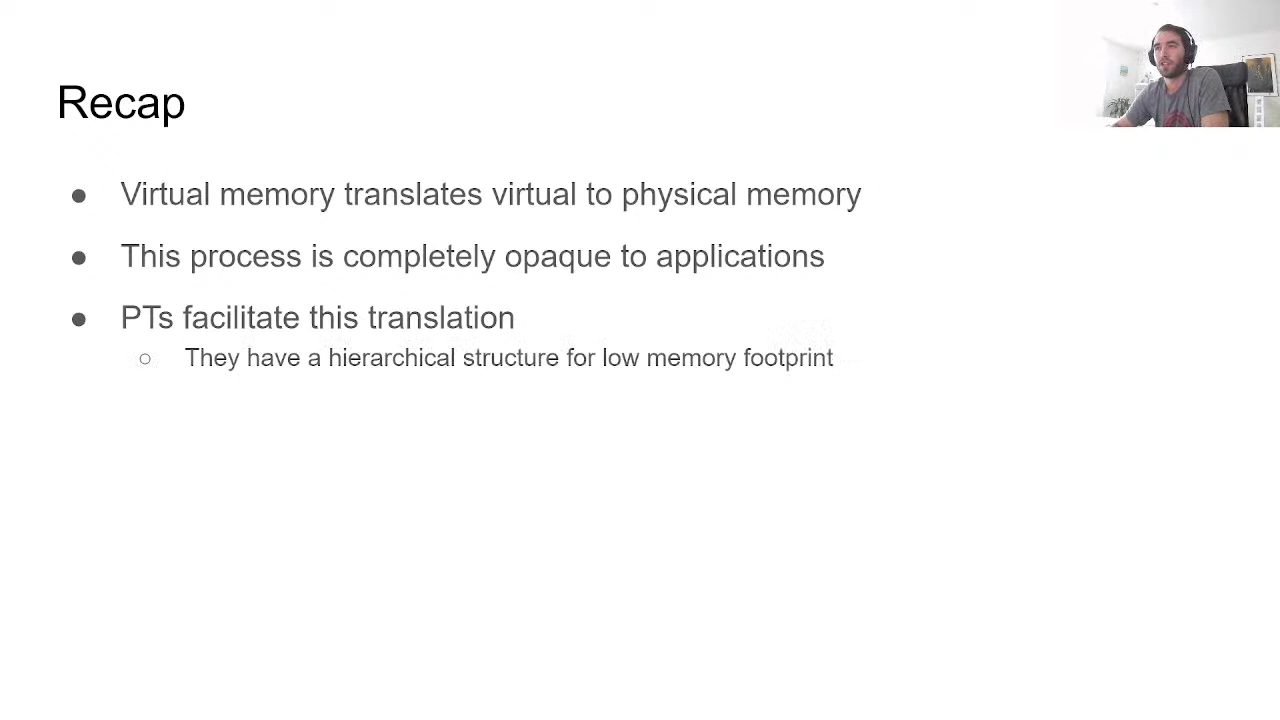 Recap
● Virtual memory translates virtual to physical memory
● This process is completely opaque to applications
● PTs facilitate this translation
○ They have a hierarchical structure for low memory footprint